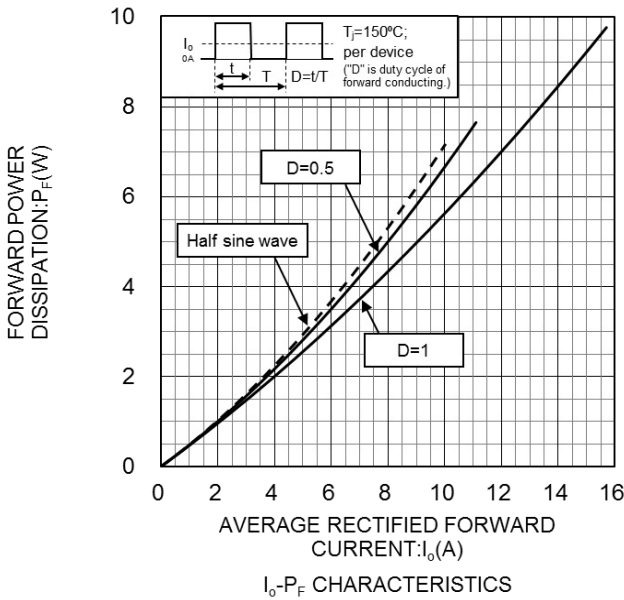 10
8
6
4
2
0
FORWARD POWER
DISSIPATION:PF(W)
Io
0A
t
T
D=t/T
Tj=150ºC;
per device
("D" is duty cycle of
forward conducting.)
D=0.5
Half sine wave
D=1
0 2 4 6 8 10 12 14 16
AVERAGE RECTIFIED FORWARD
CURRENT:Io(A)
Io-PF CHARACTERISTICS